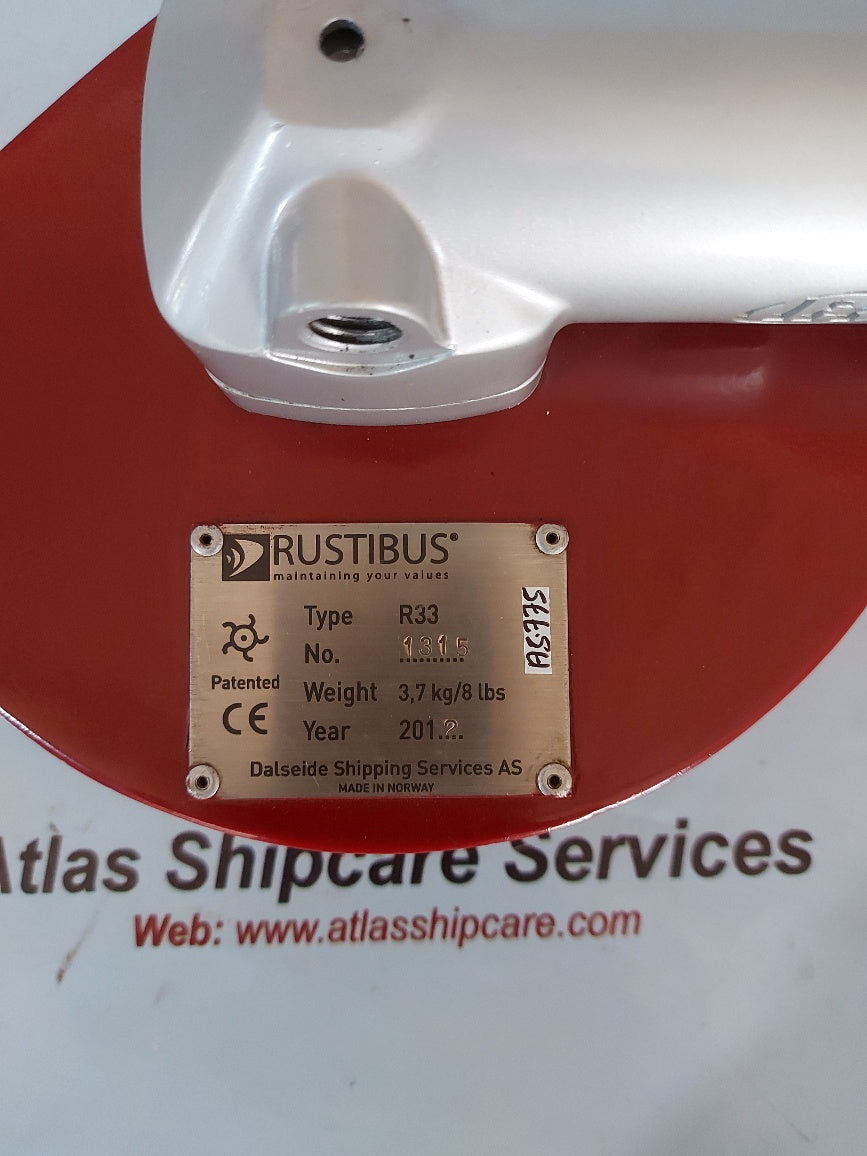 RUSTIBUS®
maintaining your values
Type R33
No. 1315
Patented
Weight 3,7 kg/8 lbs
CE
Year 201.2.
Dalseide Shipping Services AS
MADE IN NORWAY
Atlas Shipcare Services
Web: www.atlasshipcare.com